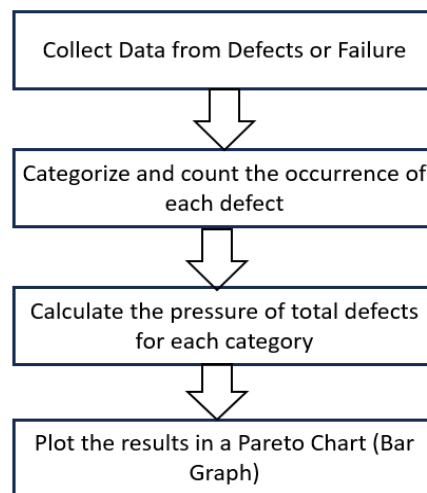 Collect Data from Defects or Failure
Categorize and count the occurrence of
each defect
Calculate the pressure of total defects
for each category
Plot the results in a Pareto Chart (Bar
Graph)